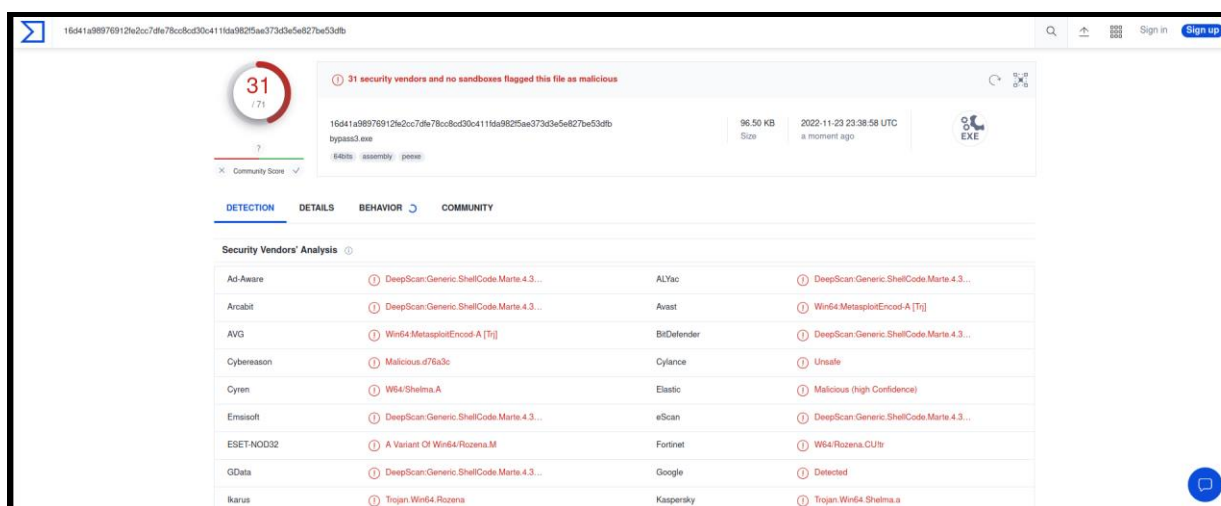 16d41a98976912fe2cc7dfe78cc8cd30c411fda982f5ae373d3e5e827be53dfb
Sign in
Sign up
31
/ 71
?
Community Score
31 security vendors and no sandboxes flagged this file as malicious
16d41a98976912fe2cc7dfe78cc8cd30c411fda982f5ae373d3e5e827be53dfb
bypass3.exe
64bits assembly peexe
96.50 KB
Size
2022-11-23 23:38:58 UTC
a moment ago
EXE
DETECTION DETAILS BEHAVIOR COMMUNITY
Security Vendors' Analysis
Ad-Aware DeepScan:Generic.ShellCode.Marte.4.3... ALYac DeepScan:Generic.ShellCode.Marte.4.3...
Arcabit DeepScan:Generic.ShellCode.Marte.4.3... Avast Win64:MetasploitEncod-A [Trj]
AVG Win64:MetasploitEncod-A [Trj] BitDefender DeepScan:Generic.ShellCode.Marte.4.3...
Cybereason Malicious.d76a3c Cylance Unsafe
Cyren W64/Shelma.A Elastic Malicious (high Confidence)
Emsisoft DeepScan:Generic.ShellCode.Marte.4.3... eScan DeepScan:Generic.ShellCode.Marte.4.3...
ESET-NOD32 A Variant Of Win64/Rozena.M Fortinet W64/Rozena.CU!tr
GData DeepScan:Generic.ShellCode.Marte.4.3... Google Detected
Ikarus Trojan.Win64.Rozena Kaspersky Trojan.Win64.Shelma.a